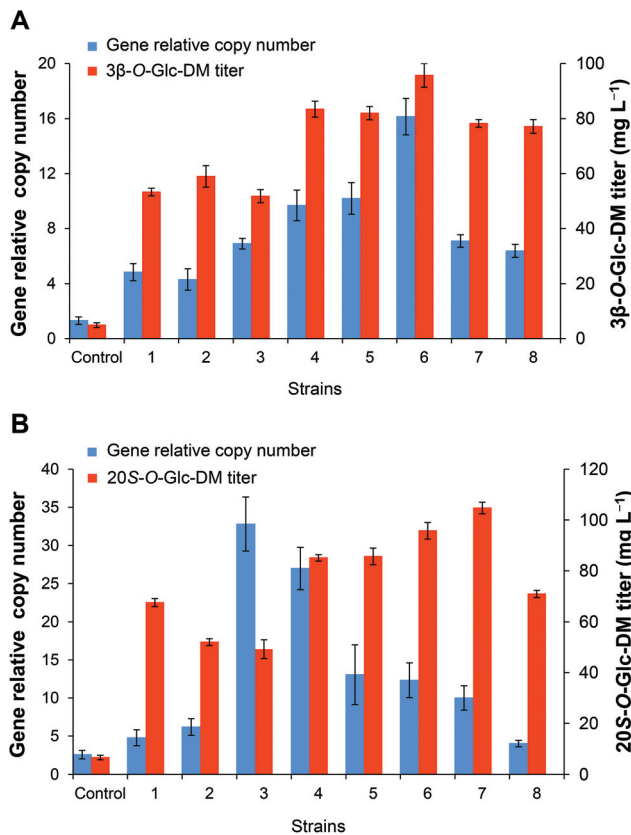 A
Gene relative copy number
3β-O-Glc-DM titer
Gene relative copy number
20
16
12
8
4
0
100
80
60
40
20
0
3β-O-Glc-DM titer (mg L⁻¹)
Control 1 2 3 4 5 6 7 8
Strains
B
Gene relative copy number
20S-O-Glc-DM titer
Gene relative copy number
40
35
30
25
20
15
10
5
0
120
100
80
60
40
20
0
20S-O-Glc-DM titer (mg L⁻¹)
Control 1 2 3 4 5 6 7 8
Strains